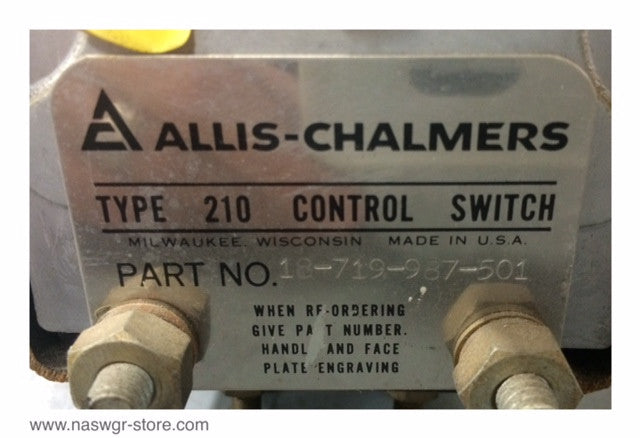 ALLIS-CHALMERS
TYPE 210 CONTROL SWITCH
MILWAUKEE, WISCONSIN MADE IN U.S.A.
PART NO. 18-719-987-501
WHEN RE-ORDERING
GIVE PART NUMBER.
HANDLE AND FACE
PLATE ENGRAVING
www.naswgr-store.com